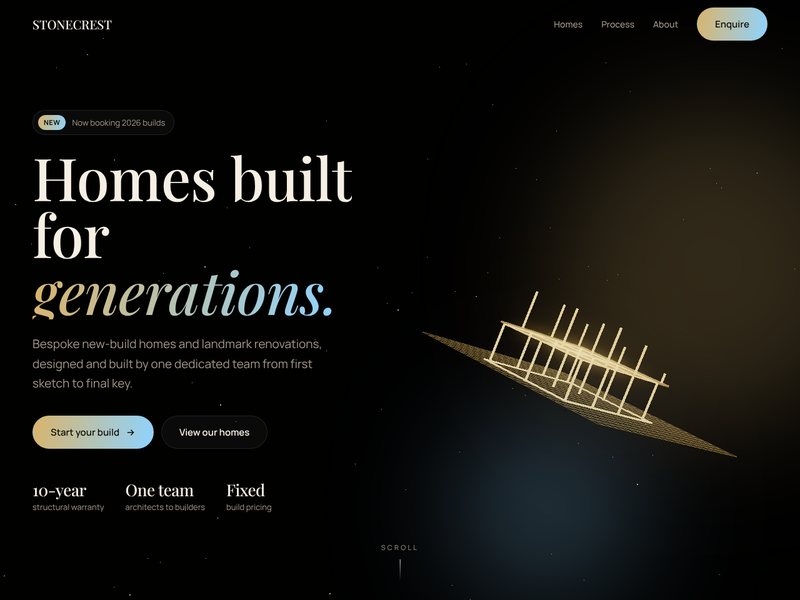 STONECREST
Homes Process About Enquire
NEW Now booking 2026 builds
Homes built
for
generations.
Bespoke new-build homes and landmark renovations,
designed and built by one dedicated team from first
sketch to final key.
Start your build → View our homes
10-year One team Fixed
structural warranty architects to builders build pricing
SCROLL